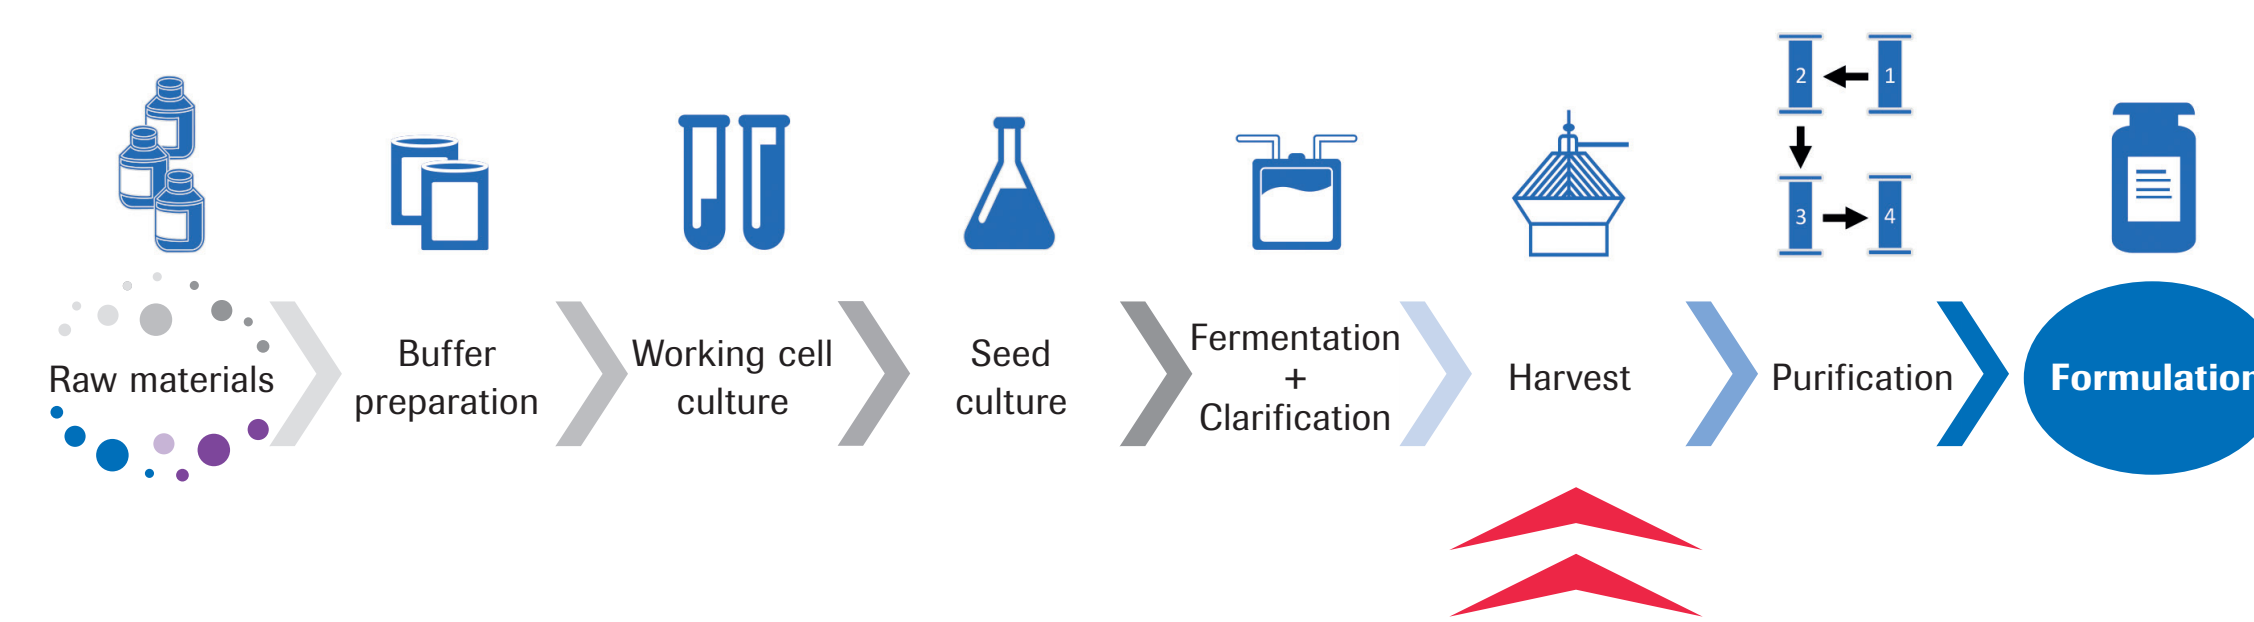 2
1
3
4
Raw materials
Buffer
preparation
Working cell
culture
Seed
culture
Fermentation
+
Clarification
Harvest
Purification
Formulation